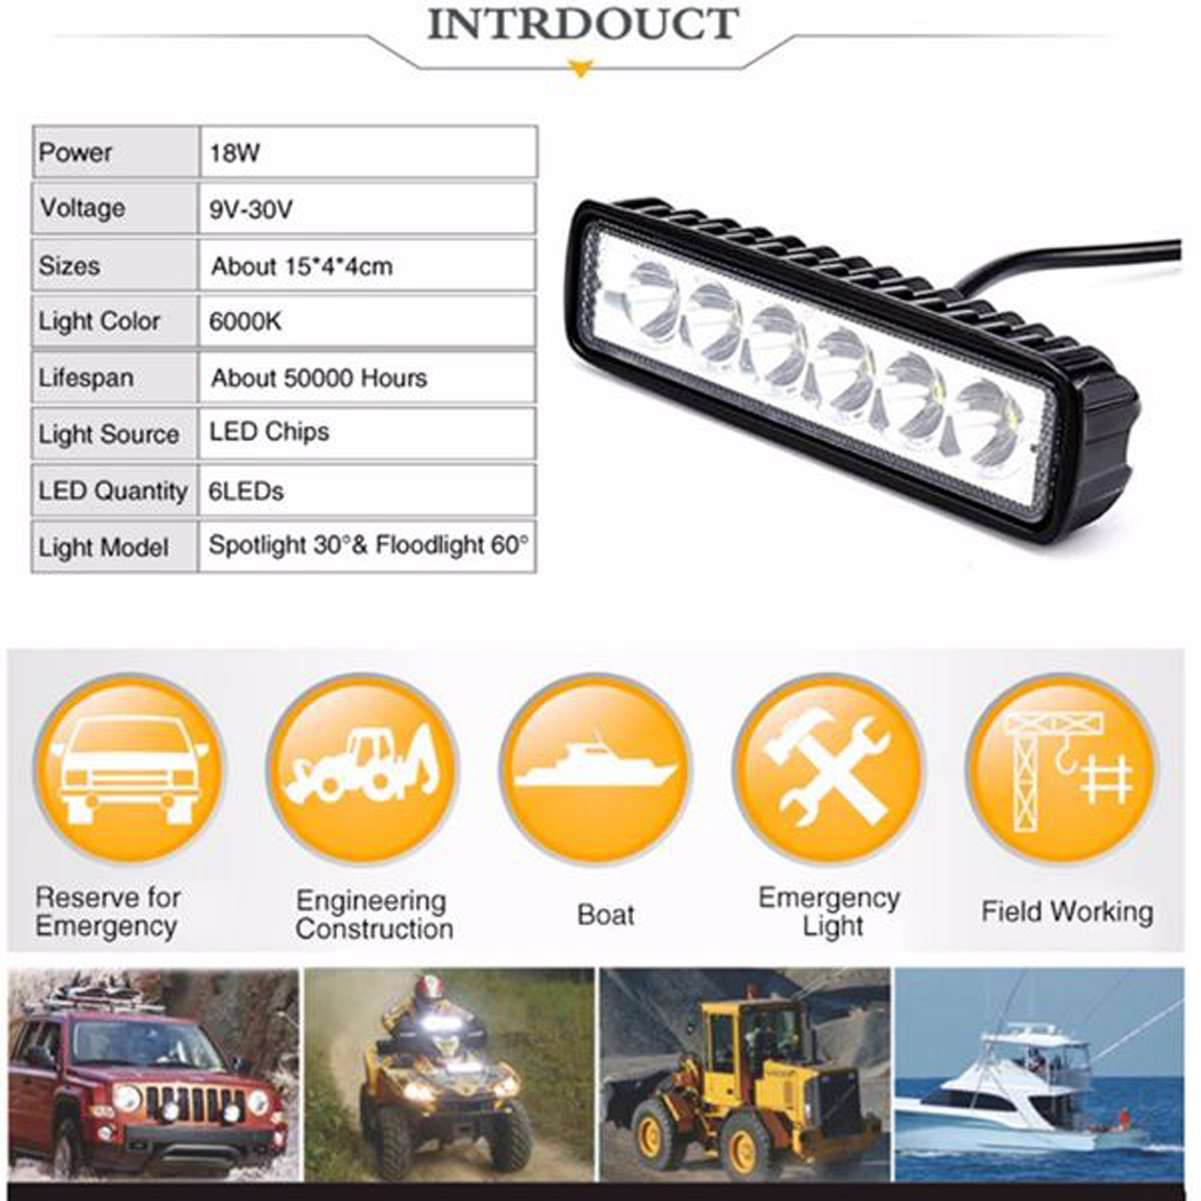 INTRDOUCT
Power 18W
Voltage 9V-30V
Sizes About 15*4*4cm
Light Color 6000K
Lifespan About 50000 Hours
Light Source LED Chips
LED Quantity 6LEDs
Light Model Spotlight 30°& Floodlight 60°
Reserve for
Emergency
Engineering
Construction
Boat
Emergency
Light
Field Working